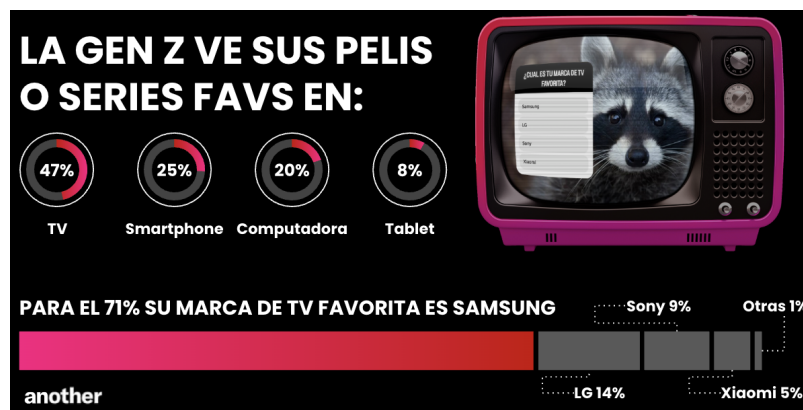 LA GEN Z VE SUS PELIS
O SERIES FAVS EN:
47%
25%
20%
8%
TV
Smartphone
Computadora
Tablet
¿CUAL ES TU MARCA DE TV
FAVORITA?
Samsung
LG
Sony
Xiaomi
PARA EL 71% SU MARCA DE TV FAVORITA ES SAMSUNG
Sony 9%
Otras 1%
LG 14%
Xiaomi 5%
another